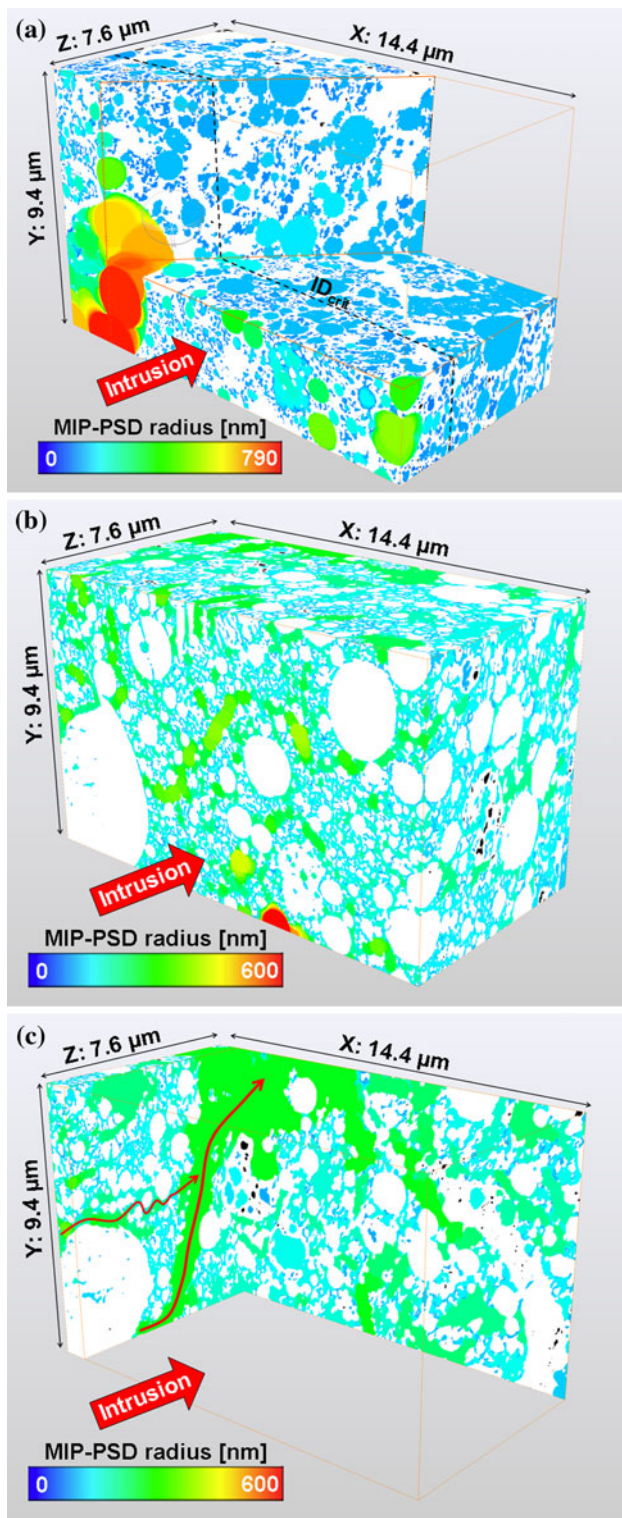 (a)
Z: 7.6 µm
X: 14.4 µm
Y: 9.4 µm
ID crit.
Intrusion
MIP-PSD radius [nm]
0 790
(b)
Z: 7.6 µm
X: 14.4 µm
Y: 9.4 µm
Intrusion
MIP-PSD radius [nm]
0 600
(c)
Z: 7.6 µm
X: 14.4 µm
Y: 9.4 µm
Intrusion
MIP-PSD radius [nm]
0 600